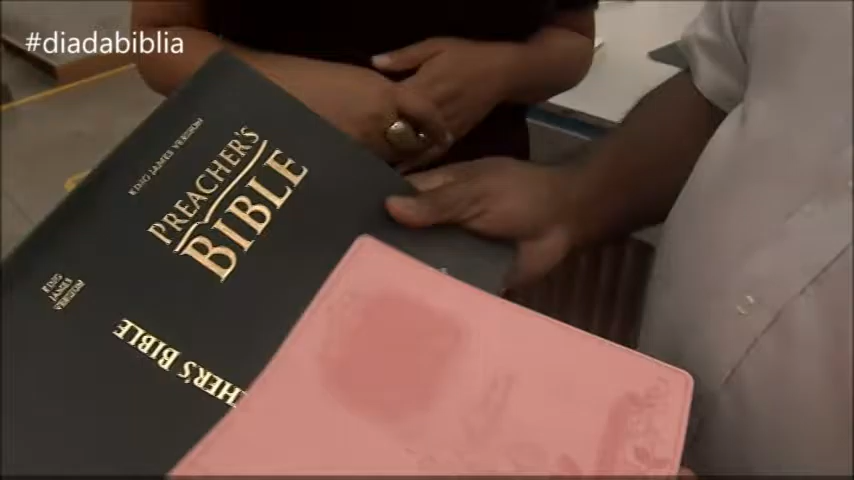 #diadabiblia
KING JAMES VERSION
PREACHER'S
BIBLE
KING
JAMES
VERSION
HER'S BIBLE